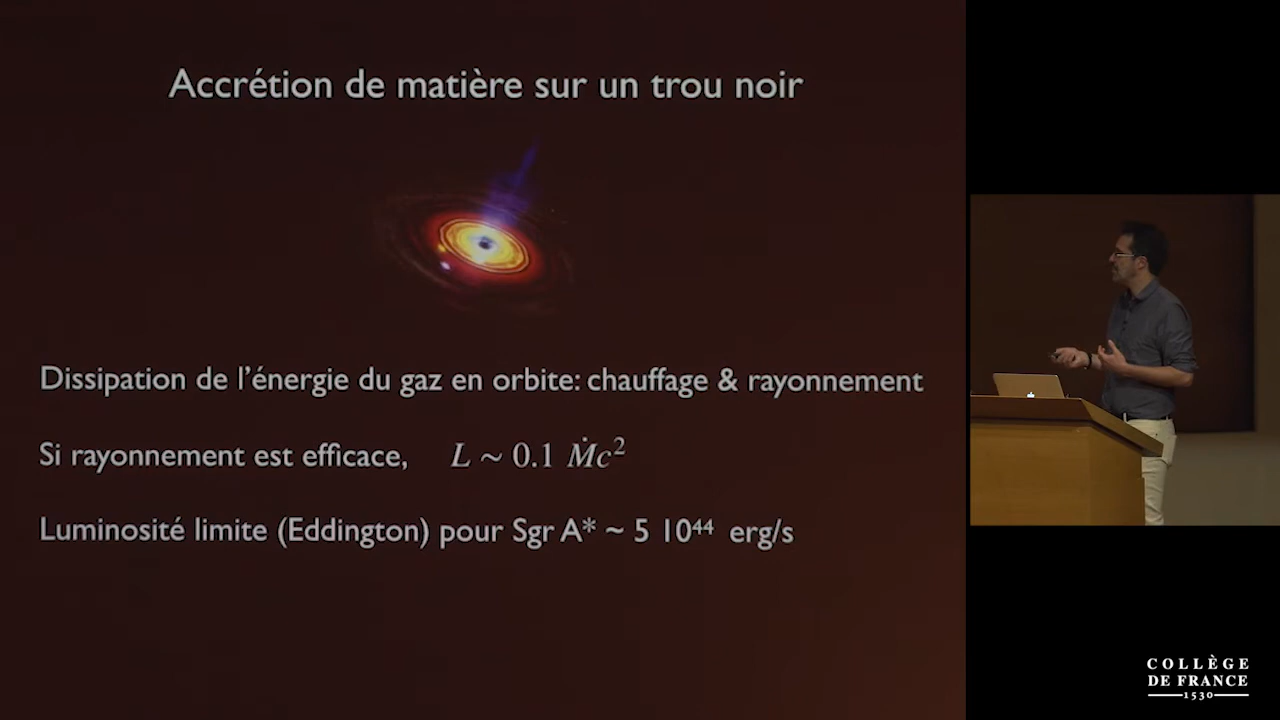 Accrétion de matière sur un trou noir
Dissipation de l'énergie du gaz en orbite: chauffage & rayonnement
Si rayonnement est efficace, L ~ 0.1 Ṁc²
Luminosité limite (Eddington) pour Sgr A* ~ 5 10⁴⁴ erg/s
COLLÈGE
DE FRANCE
1530